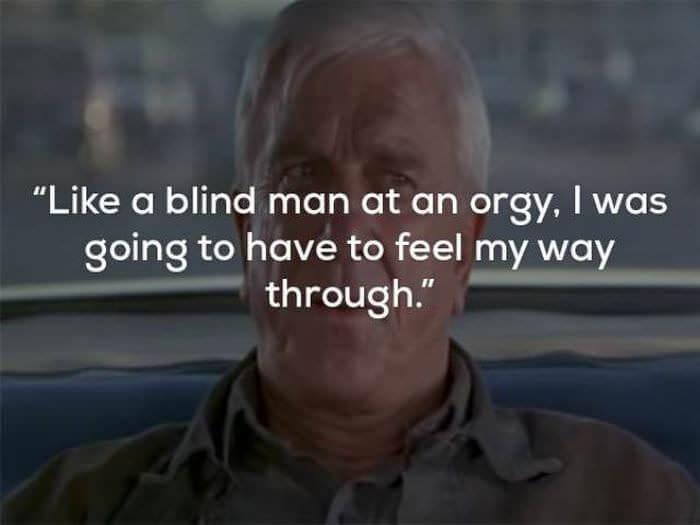 “Like a blind man at an orgy, I was
going to have to feel my way
through.”